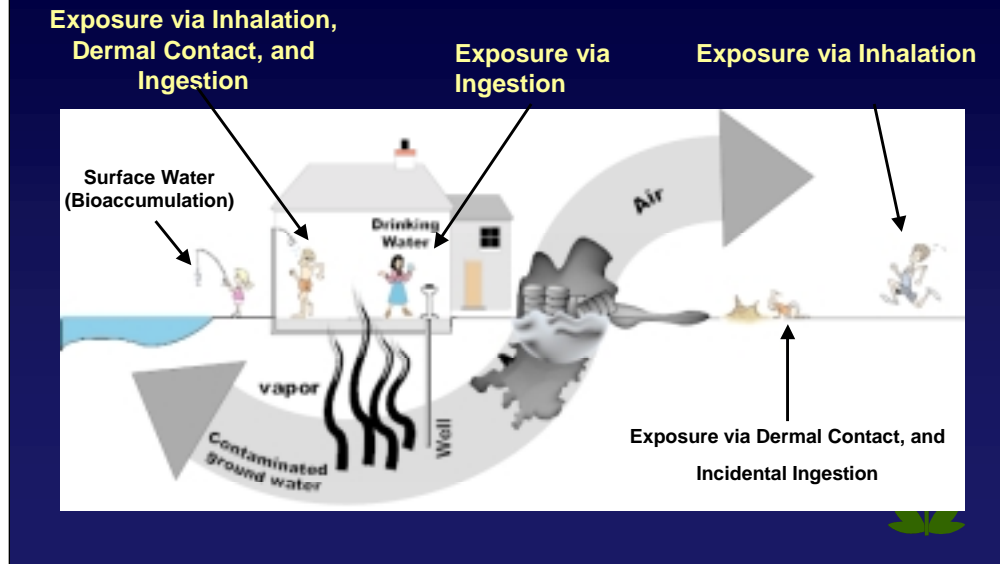 Exposure via Inhalation,
Dermal Contact, and
Ingestion
Exposure via
Ingestion
Exposure via Inhalation
Surface Water
(Bioaccumulation)
Drinking
Water
Air
vapor
Well
Contaminated
Ground water
Exposure via Dermal Contact, and
Incidental Ingestion